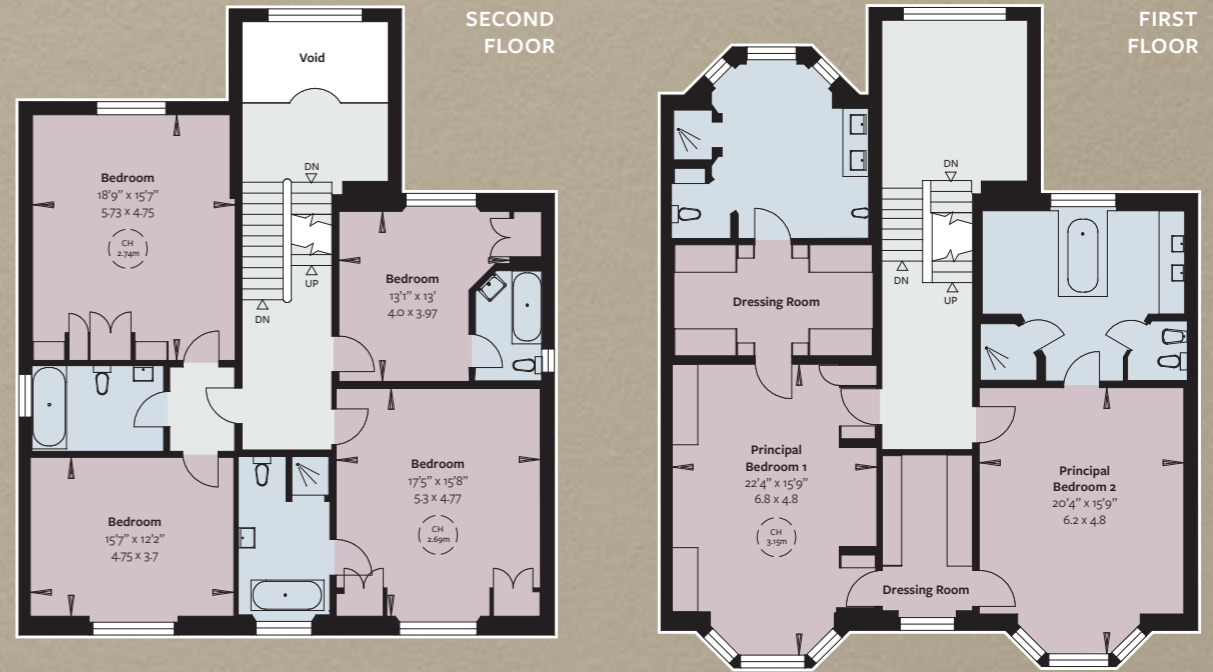 SECOND
FLOOR
Void
DN
Bedroom
18'9" x 15'7"
5.73 x 4.75
CH
2.74m
UP
DN
Bedroom
13'1" x 13'
4.0 x 3.97
Bedroom
17'5" x 15'8"
5.3 x 4.77
CH
2.69m
Bedroom
15'7" x 12'2"
4.75 x 3.7
FIRST
FLOOR
DN
DN
UP
Dressing Room
Principal
Bedroom 1
22'4" x 15'9"
6.8 x 4.8
CH
3.15m
Principal
Bedroom 2
20'4" x 15'9"
6.2 x 4.8
Dressing Room